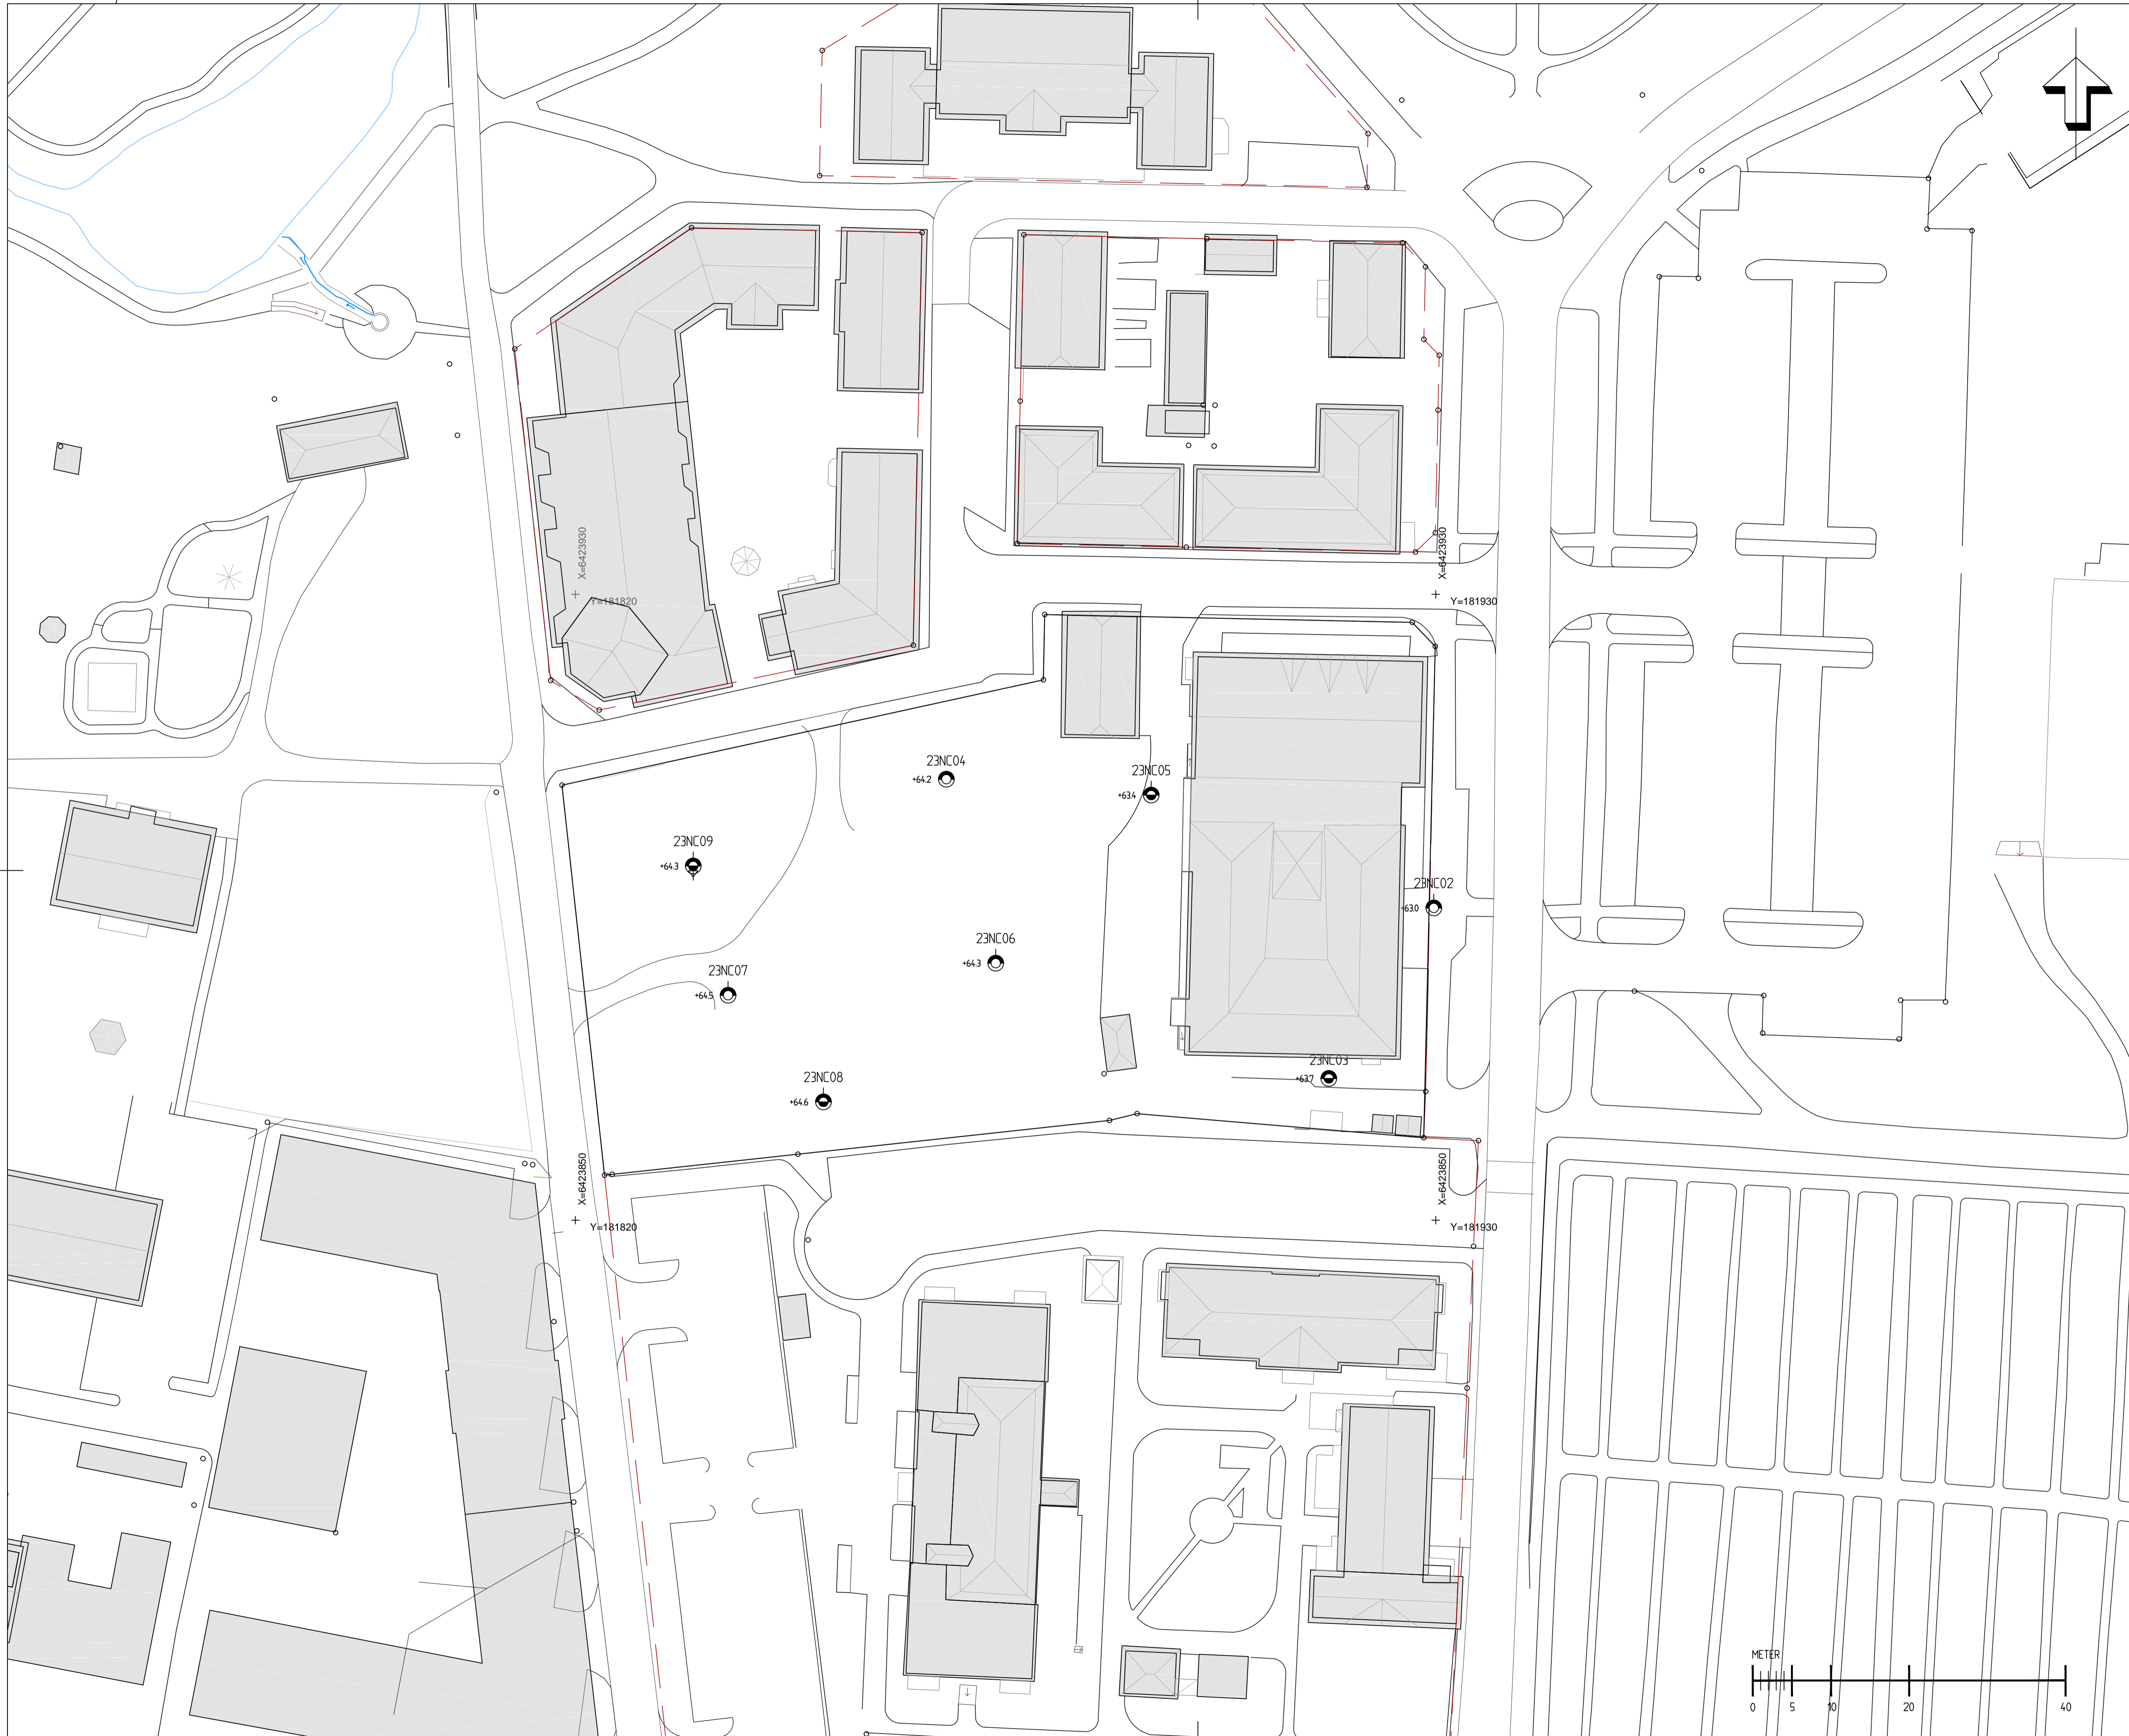 X=6423930
Y=181820
X=6423930
Y=181930
23NC04
+64.2
23NC05
+63.4
23NC09
+64.3
23NC02
+63.0
23NC06
+64.3
23NC07
+64.5
23NC03
+63.7
23NC08
+64.6
X=6423850
Y=181820
X=6423850
Y=181930
METER
0 5 10 20 40